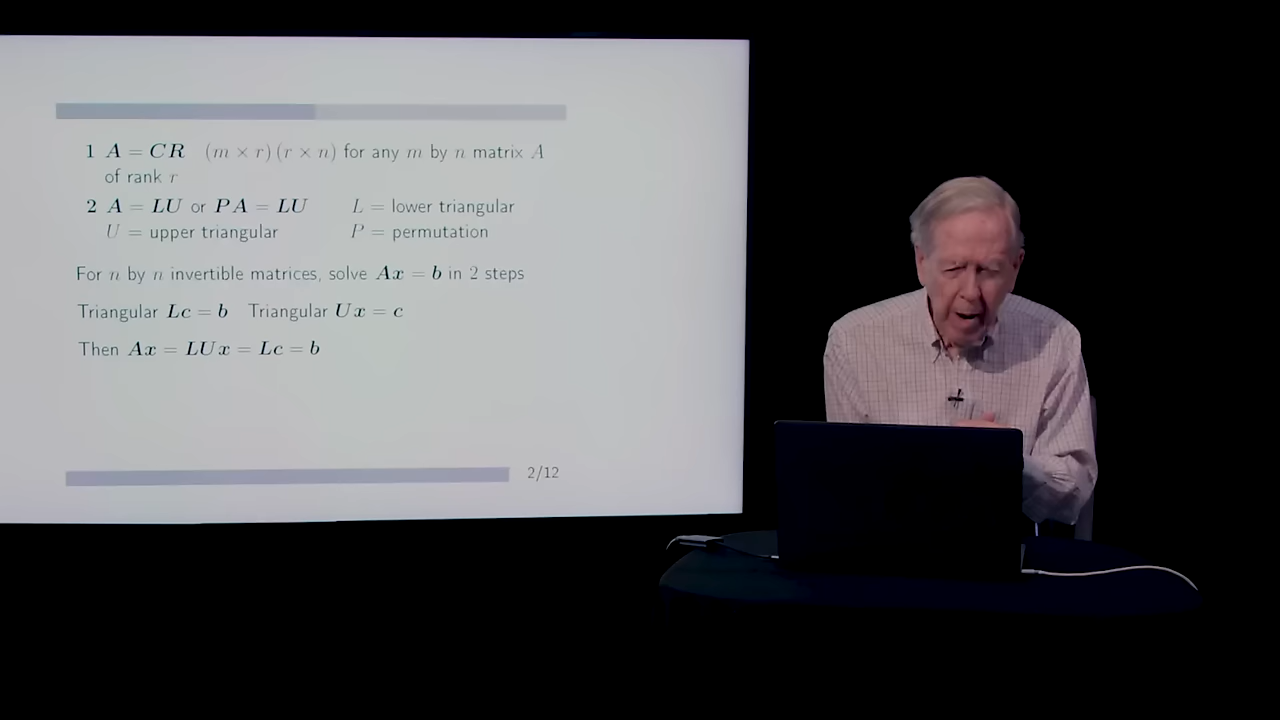 1 A = CR (m × r) (r × n) for any m by n matrix A
of rank r
2 A = LU or PA = LU L = lower triangular
U = upper triangular P = permutation
For n by n invertible matrices, solve Ax = b in 2 steps
Triangular Lc = b Triangular Ux = c
Then Ax = LUx = Lc = b
2/12